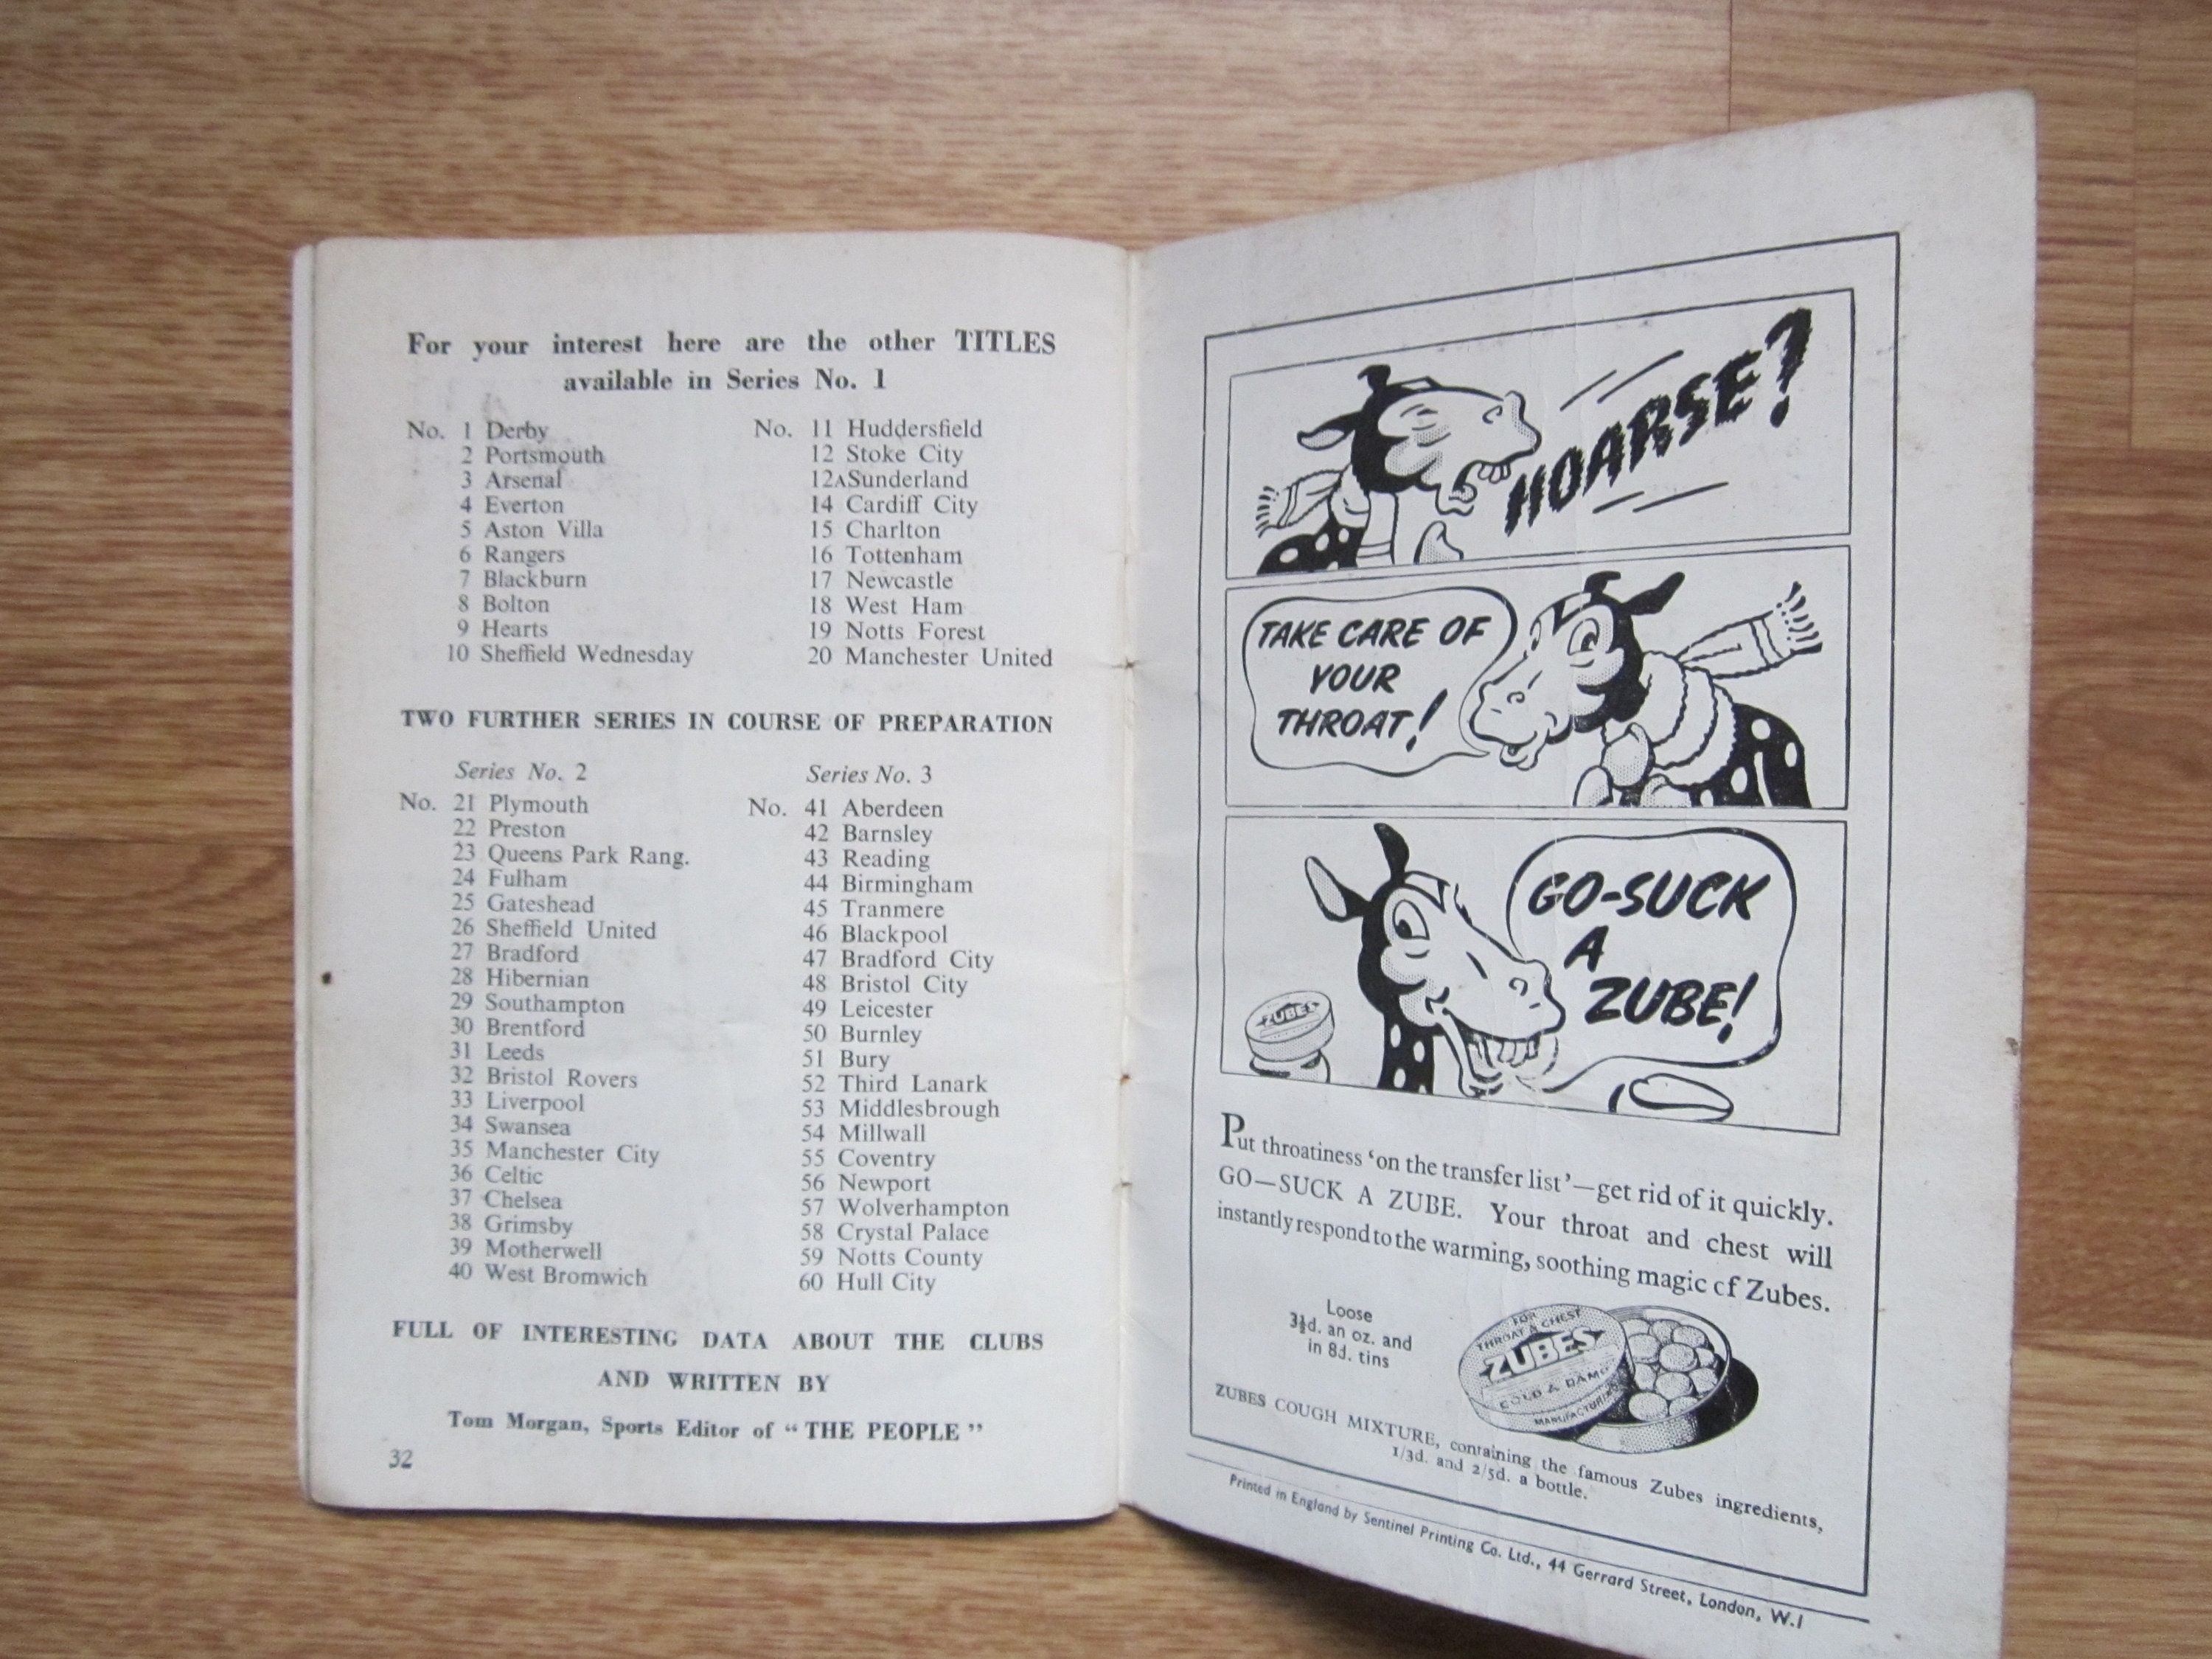 For your interest here are the other TITLES
available in Series No. 1
No. 1 Derby
2 Portsmouth
3 Arsenal
4 Everton
5 Aston Villa
6 Rangers
7 Blackburn
8 Bolton
9 Hearts
10 Sheffield Wednesday
No. 11 Huddersfield
12 Stoke City
12A Sunderland
14 Cardiff City
15 Charlton
16 Tottenham
17 Newcastle
18 West Ham
19 Notts Forest
20 Manchester United
TWO FURTHER SERIES IN COURSE OF PREPARATION
Series No. 2
No. 21 Plymouth
22 Preston
23 Queens Park Rang.
24 Fulham
25 Gateshead
26 Sheffield United
27 Bradford
28 Hibernian
29 Southampton
30 Brentford
31 Leeds
32 Bristol Rovers
33 Liverpool
34 Swansea
35 Manchester City
36 Celtic
37 Chelsea
38 Grimsby
39 Motherwell
40 West Bromwich
Series No. 3
No. 41 Aberdeen
42 Barnsley
43 Reading
44 Birmingham
45 Tranmere
46 Blackpool
47 Bradford City
48 Bristol City
49 Leicester
50 Burnley
51 Bury
52 Third Lanark
53 Middlesbrough
54 Millwall
55 Coventry
56 Newport
57 Wolverhampton
58 Crystal Palace
59 Notts County
60 Hull City
FULL OF INTERESTING DATA ABOUT THE CLUBS
AND WRITTEN BY
Tom Morgan, Sports Editor of “THE PEOPLE”
32
HOARSE?
TAKE CARE OF
YOUR
THROAT!
GO-SUCK
A
ZUBE!
ZUBES
Put throatiness ‘on the transfer list’—get rid of it quickly.
GO—SUCK A ZUBE. Your throat and chest will
instantly respond to the warming, soothing magic cf Zubes.
Loose
3½d. an oz. and
in 8d. tins
FOR
THROAT & CHEST
ZUBES
COLD & DAMP
ZUBES COUGH MIXTURE, containing the famous Zubes ingredients,
1/3d. and 2/5d. a bottle.
Printed in England by Sentinel Printing Co. Ltd., 44 Gerrard Street, London, W.1